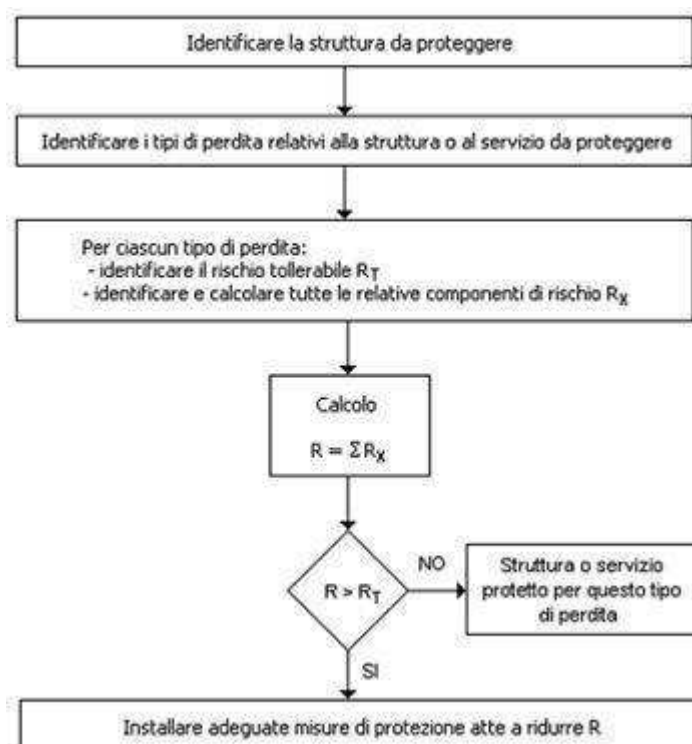 Identificare la struttura da proteggere
Identificare i tipi di perdita relativi alla struttura o al servizio da proteggere
Per ciascun tipo di perdita:
- identificare il rischio tollerabile RT
- identificare e calcolare tutte le relative componenti di rischio RX
Calcolo
R = ΣRX
R > RT
NO
Struttura o servizio
protetto per questo tipo
di perdita
SI
Installare adeguate misure di protezione atte a ridurre R